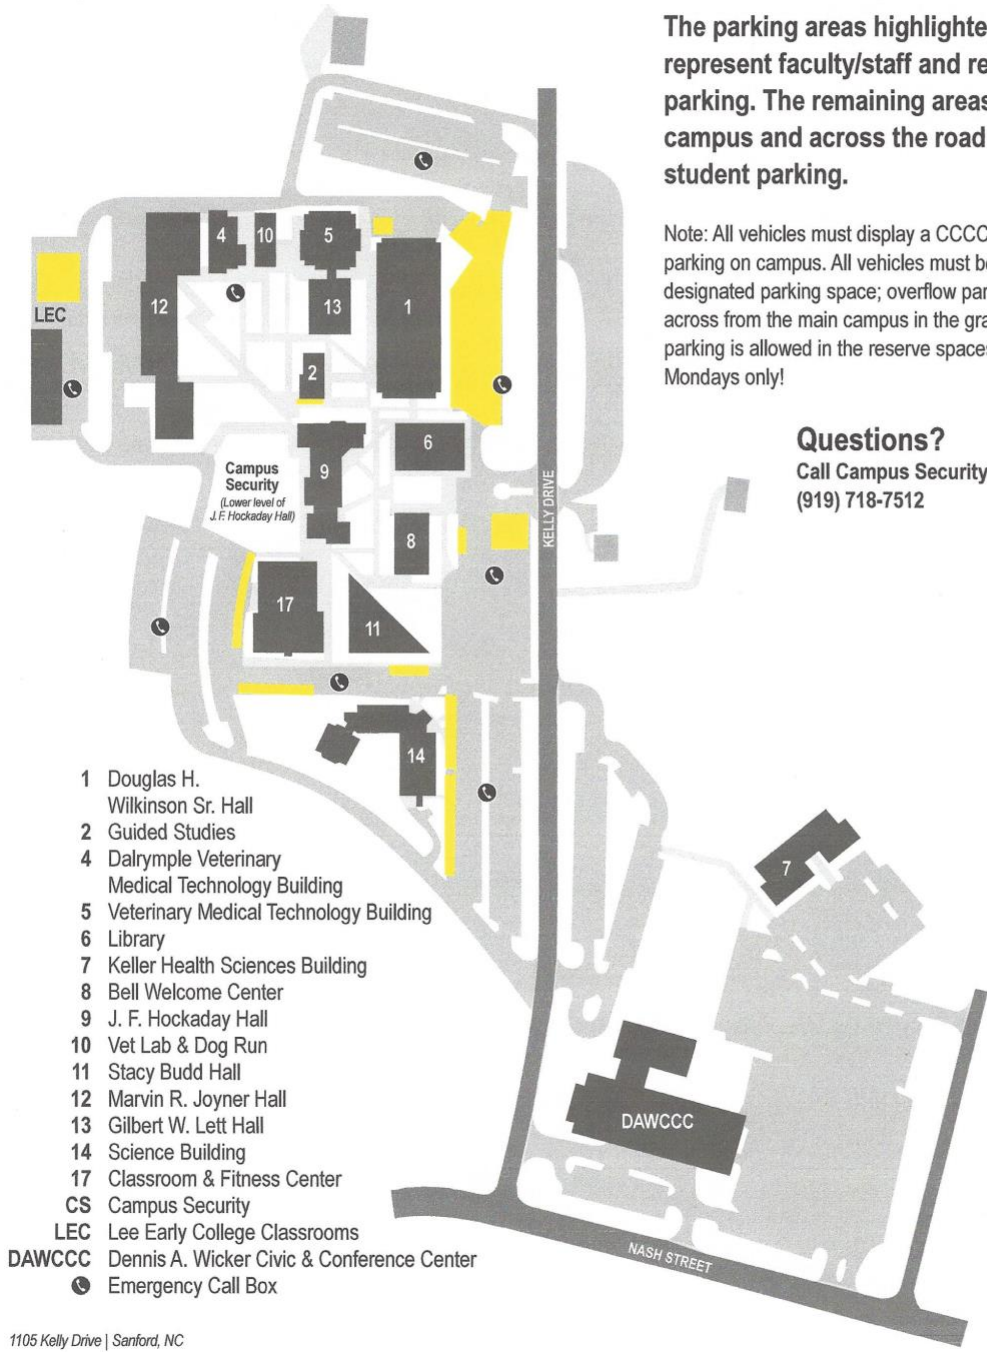 The parking areas highlighte
represent faculty/staff and re
parking. The remaining areas
campus and across the road
student parking.
Note: All vehicles must display a CCCC
parking on campus. All vehicles must be
designated parking space; overflow par
across from the main campus in the gra
parking is allowed in the reserve spaces
Mondays only!
Questions?
Call Campus Security
(919) 718-7512
4
10
5
LEC
12
13
1
2
6
Campus
Security
(Lower level of
J. F. Hockaday Hall)
9
8
KELLY DRIVE
17
11
14
7
DAWCCC
NASH STREET
1 Douglas H.
Wilkinson Sr. Hall
2 Guided Studies
4 Dalrymple Veterinary
Medical Technology Building
5 Veterinary Medical Technology Building
6 Library
7 Keller Health Sciences Building
8 Bell Welcome Center
9 J. F. Hockaday Hall
10 Vet Lab & Dog Run
11 Stacy Budd Hall
12 Marvin R. Joyner Hall
13 Gilbert W. Lett Hall
14 Science Building
17 Classroom & Fitness Center
CS Campus Security
LEC Lee Early College Classrooms
DAWCCC Dennis A. Wicker Civic & Conference Center
Emergency Call Box
1105 Kelly Drive | Sanford, NC